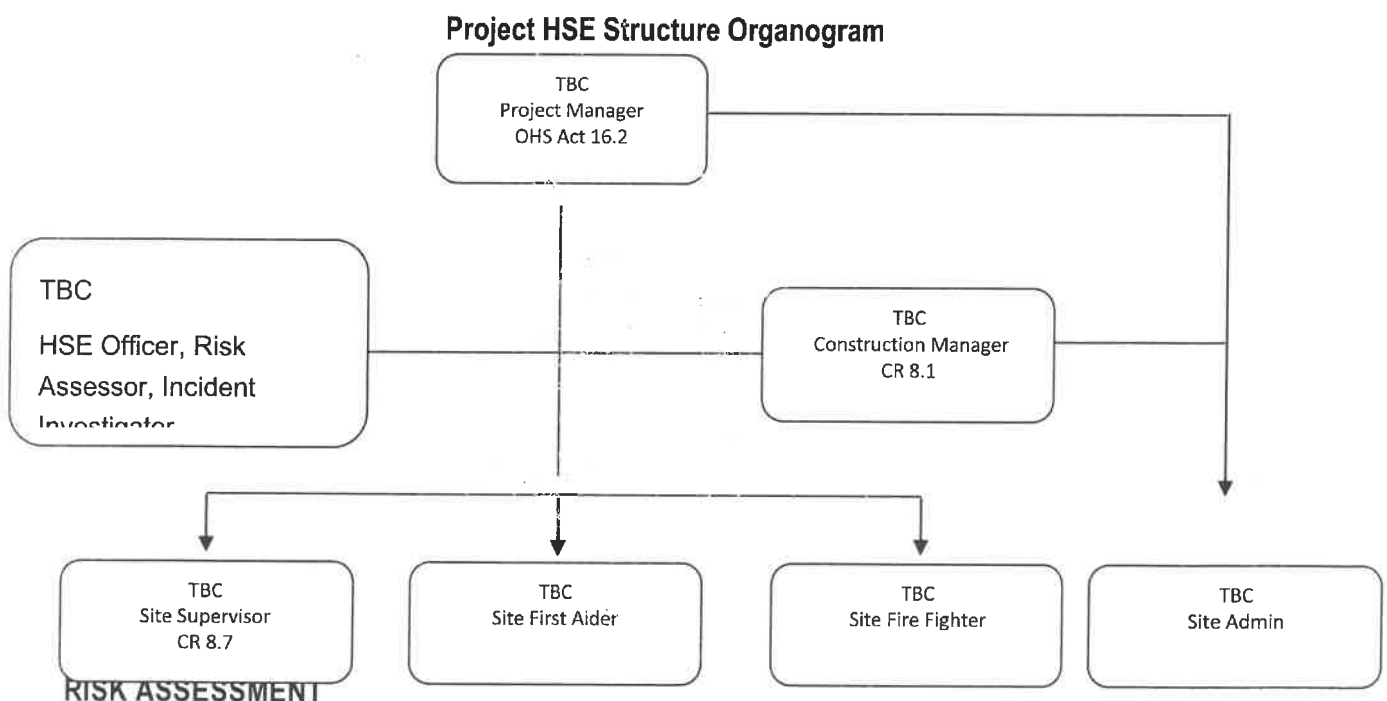 Project HSE Structure Organogram
TBC
Project Manager
OHS Act 16.2
TBC
HSE Officer, Risk
Assessor, Incident
Investigator
TBC
Construction Manager
CR 8.1
TBC
Site Supervisor
CR 8.7
TBC
Site First Aider
TBC
Site Fire Fighter
TBC
Site Admin
RISK ASSESSMENT